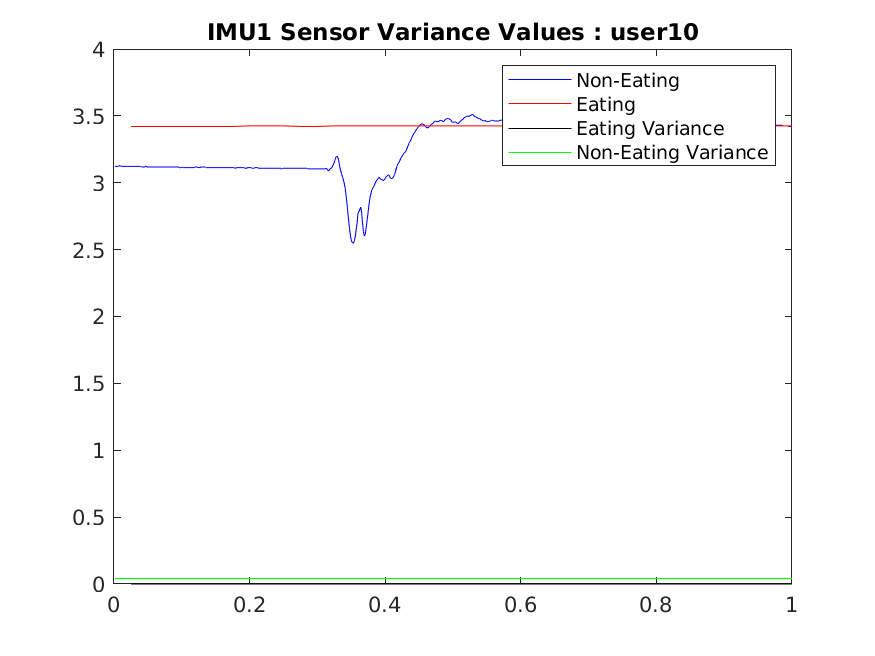 IMU1 Sensor Variance Values : user10
4
3.5
3
2.5
2
1.5
1
0.5
0
Non-Eating
Eating
Eating Variance
Non-Eating Variance
0 0.2 0.4 0.6 0.8 1